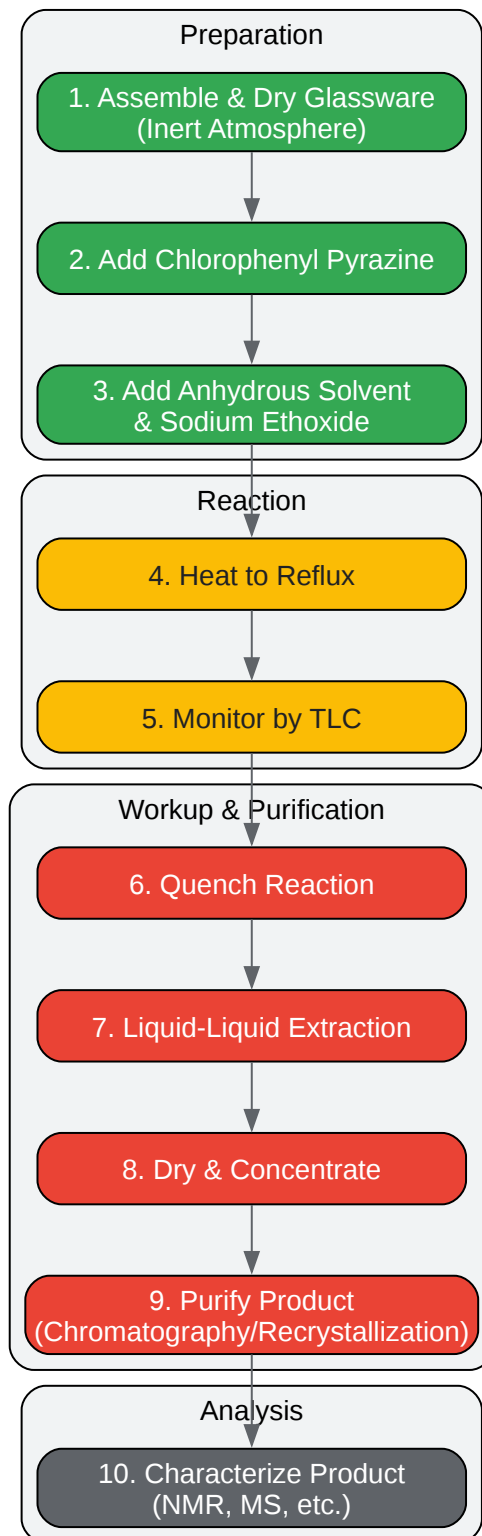 Preparation
1. Assemble & Dry Glassware
(Inert Atmosphere)
2. Add Chlorophenyl Pyrazine
3. Add Anhydrous Solvent
& Sodium Ethoxide
Reaction
4. Heat to Reflux
5. Monitor by TLC
Workup & Purification
6. Quench Reaction
7. Liquid-Liquid Extraction
8. Dry & Concentrate
9. Purify Product
(Chromatography/Recrystallization)
Analysis
10. Characterize Product
(NMR, MS, etc.)